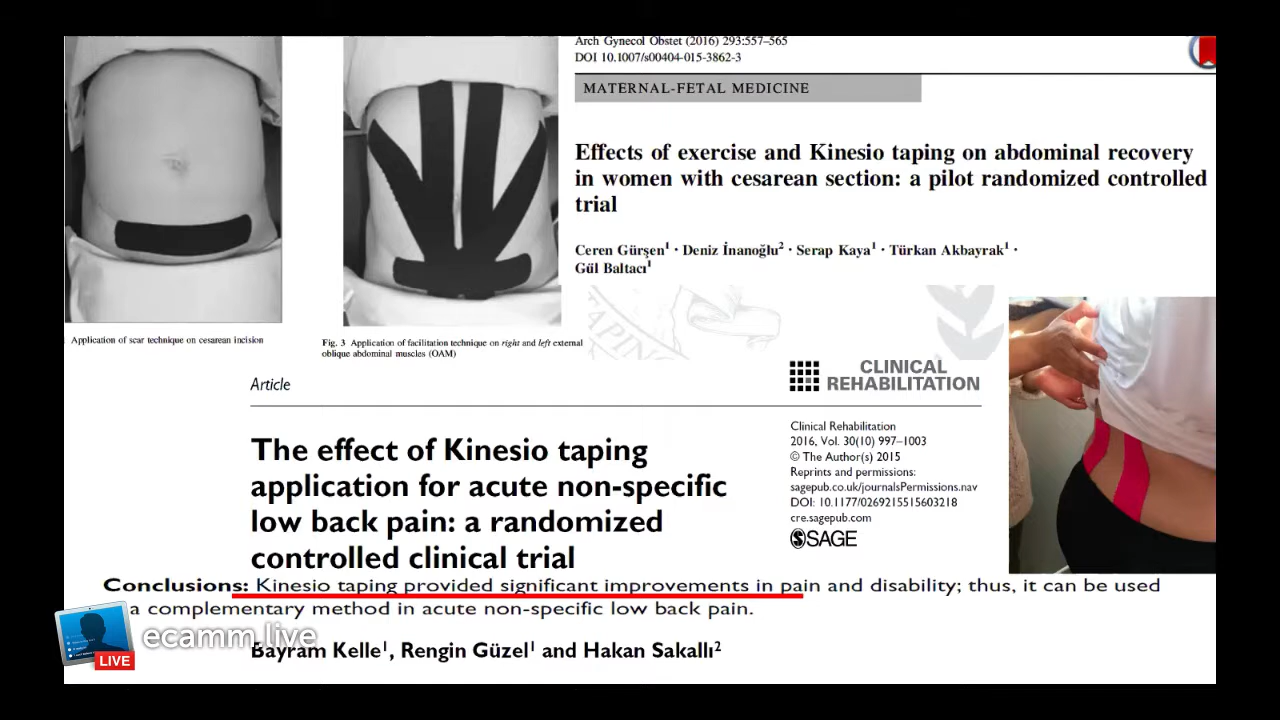 Arch Gynecol Obstet (2016) 293:557–565
DOI 10.1007/s00404-015-3862-3
MATERNAL-FETAL MEDICINE
Effects of exercise and Kinesio taping on abdominal recovery
in women with cesarean section: a pilot randomized controlled
trial
Ceren Gürşen¹ · Deniz İnanoğlu² · Serap Kaya¹ · Türkan Akbayrak¹ ·
Gül Baltacı¹
Application of scar technique on cesarean incision
Fig. 3 Application of facilitation technique on right and left external
oblique abdominal muscles (OAM)
TAPING
Article
CLINICAL
REHABILITATION
The effect of Kinesio taping
application for acute non-specific
low back pain: a randomized
controlled clinical trial
Clinical Rehabilitation
2016, Vol. 30(10) 997–1003
© The Author(s) 2015
Reprints and permissions:
sagepub.co.uk/journalsPermissions.nav
DOI: 10.1177/0269215515603218
cre.sagepub.com
SAGE
Conclusions: Kinesio taping provided significant improvements in pain and disability; thus, it can be used
a complementary method in acute non-specific low back pain.
ecamm.live
LIVE
Bayram Kelle¹, Rengin Güzel¹ and Hakan Sakallı²